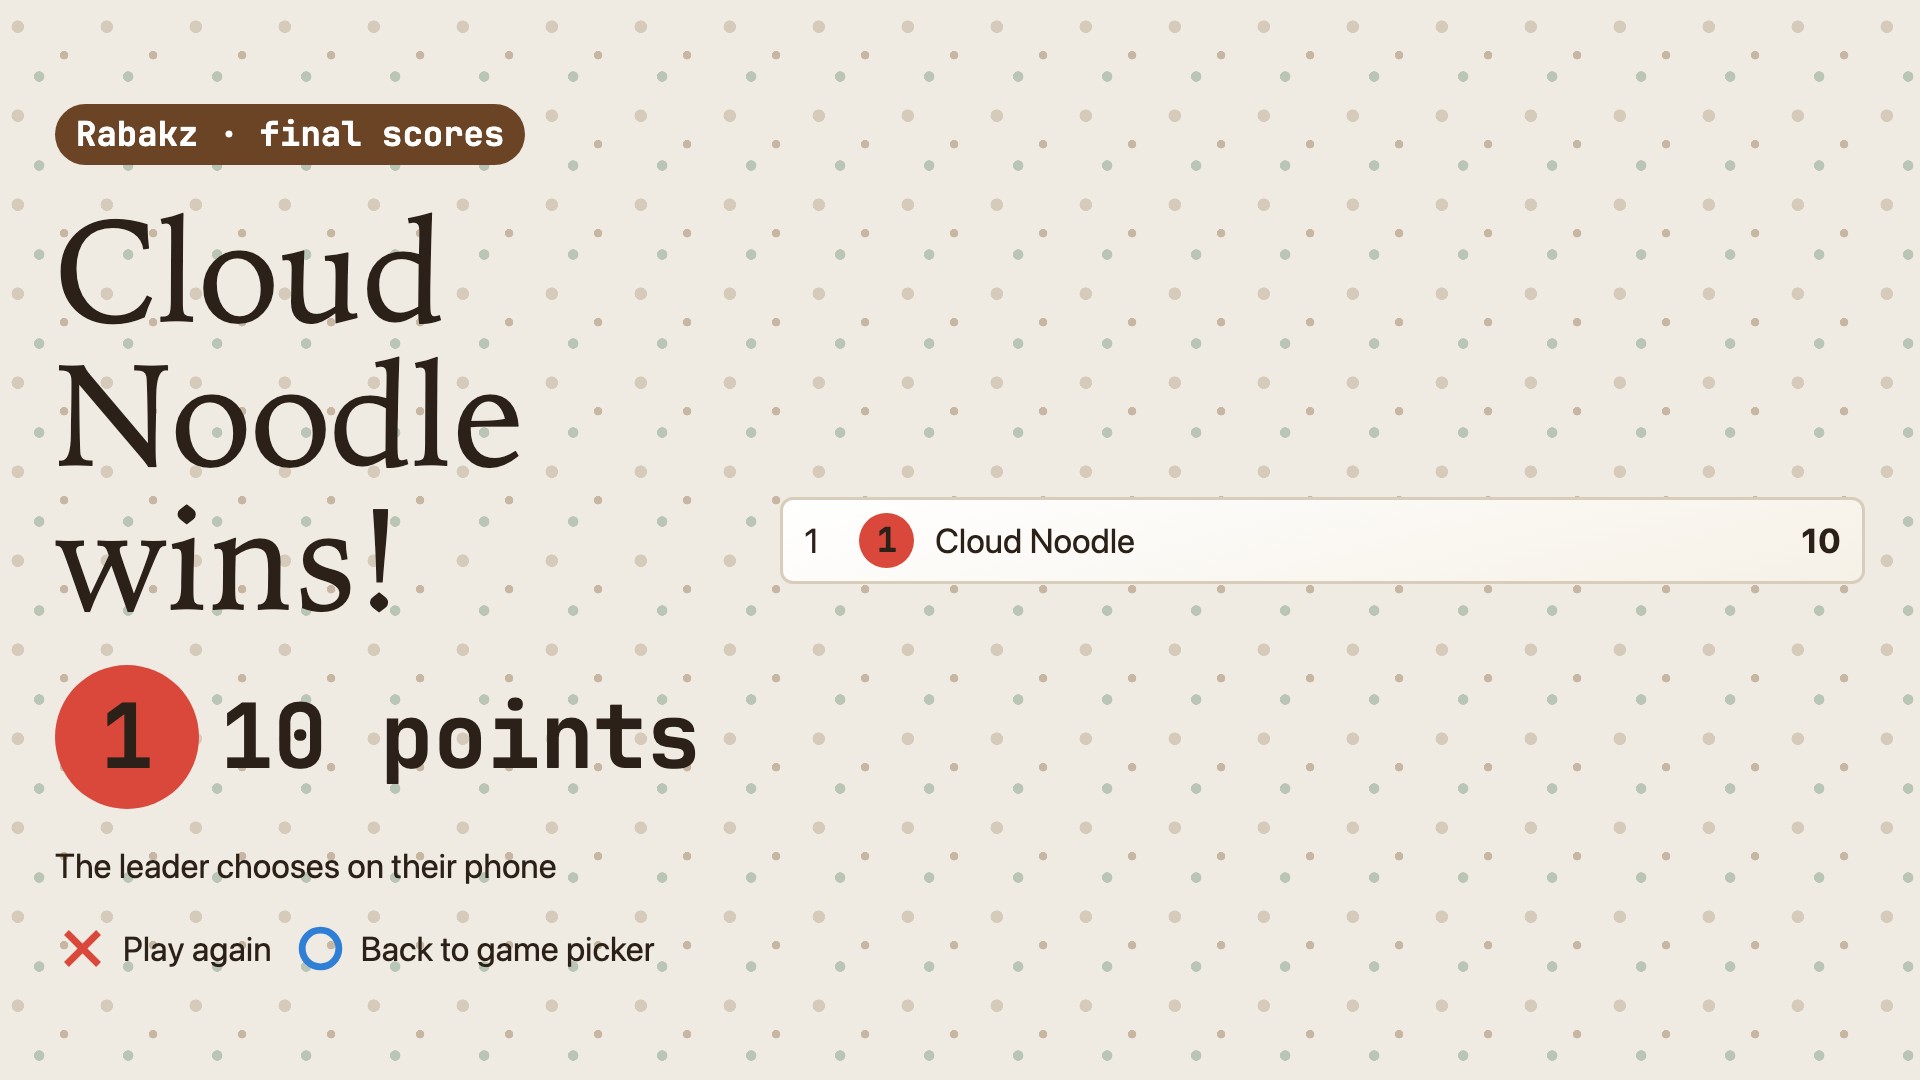 Rabakz · final scores
Cloud
Noodle
wins!
1 10 points
The leader chooses on their phone
Play again Back to game picker
1 1 Cloud Noodle 10